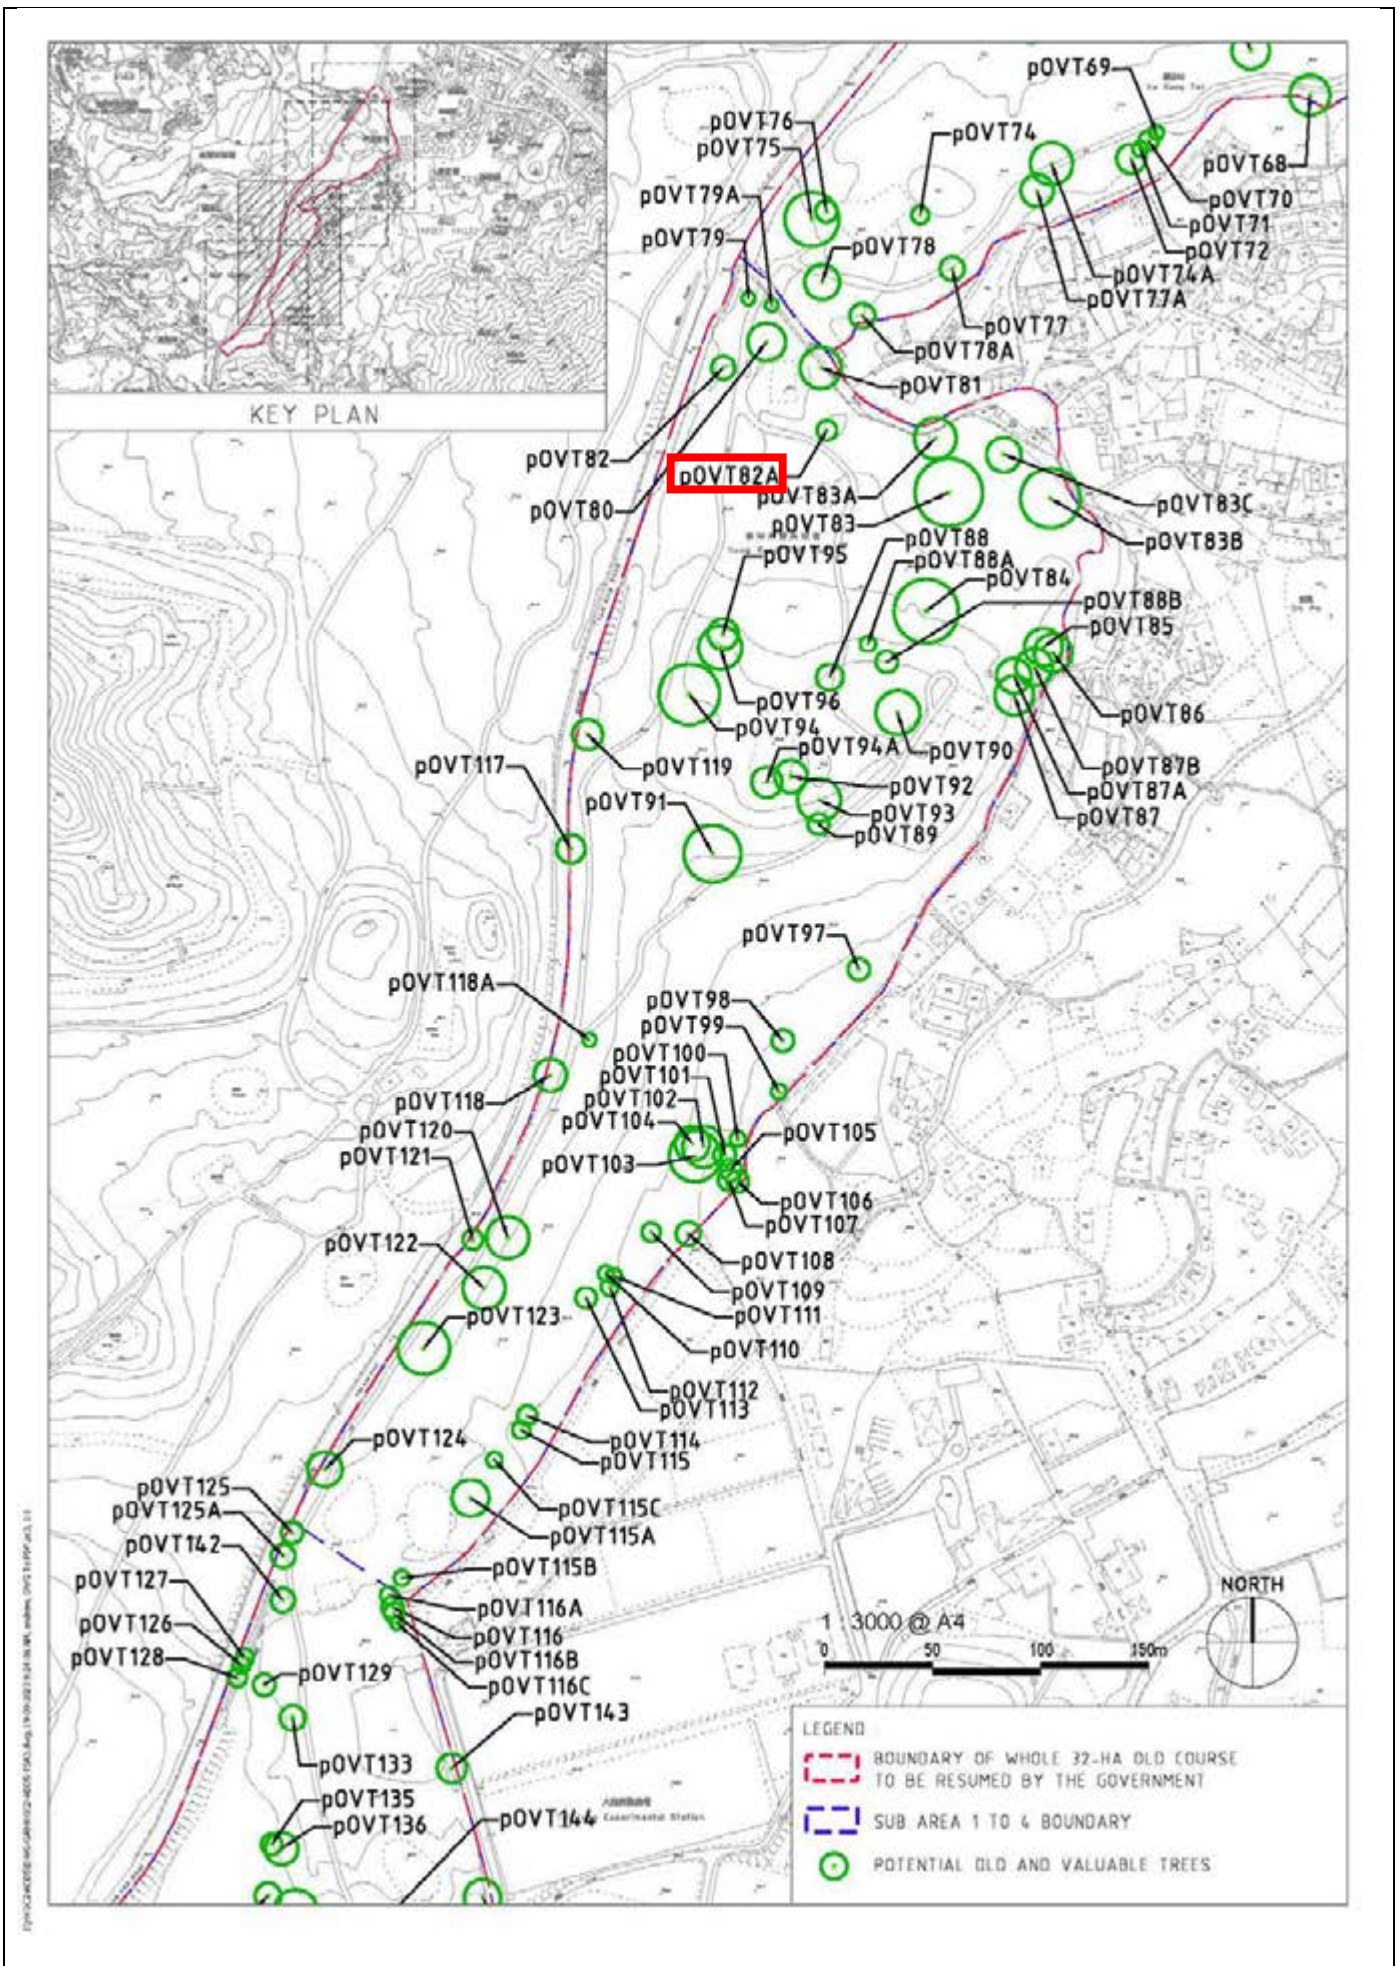 KEY PLAN
pOVT69
pOVT76
pOVT74
pOVT75
pOVT68
pOVT79A
pOVT70
pOVT71
pOVT79
pOVT78
pOVT72
pOVT74A
pOVT77A
pOVT77
pOVT78A
pOVT81
pOVT82
pOVT82A
pOVT83A
pOVT83C
pOVT80
pOVT83
pOVT88
pOVT83B
pOVT95
pOVT88A
pOVT84
pOVT88B
pOVT85
pOVT96
pOVT86
pOVT94
pOVT94A
pOVT90
pOVT119
pOVT117
pOVT87B
pOVT92
pOVT87A
pOVT91
pOVT93
pOVT87
pOVT89
pOVT97
pOVT118A
pOVT98
pOVT99
pOVT100
pOVT101
pOVT118
pOVT102
pOVT104
pOVT120
pOVT105
pOVT121
pOVT103
pOVT106
pOVT107
pOVT122
pOVT108
pOVT109
pOVT123
pOVT111
pOVT110
pOVT112
pOVT113
pOVT124
pOVT114
pOVT115
pOVT125
pOVT125A
pOVT115C
pOVT115A
pOVT142
pOVT115B
pOVT127
pOVT116A
pOVT126
pOVT116
pOVT128
pOVT116B
pOVT129
pOVT116C
pOVT143
pOVT133
pOVT135
pOVT136
pOVT144
Experimental Station
NORTH
1 : 3000 @ A4
0 50 100 150m
LEGEND
BOUNDARY OF WHOLE 32-HA OLD COURSE
TO BE RESUMED BY THE GOVERNMENT
SUB AREA 1 TO 4 BOUNDARY
POTENTIAL OLD AND VALUABLE TREES